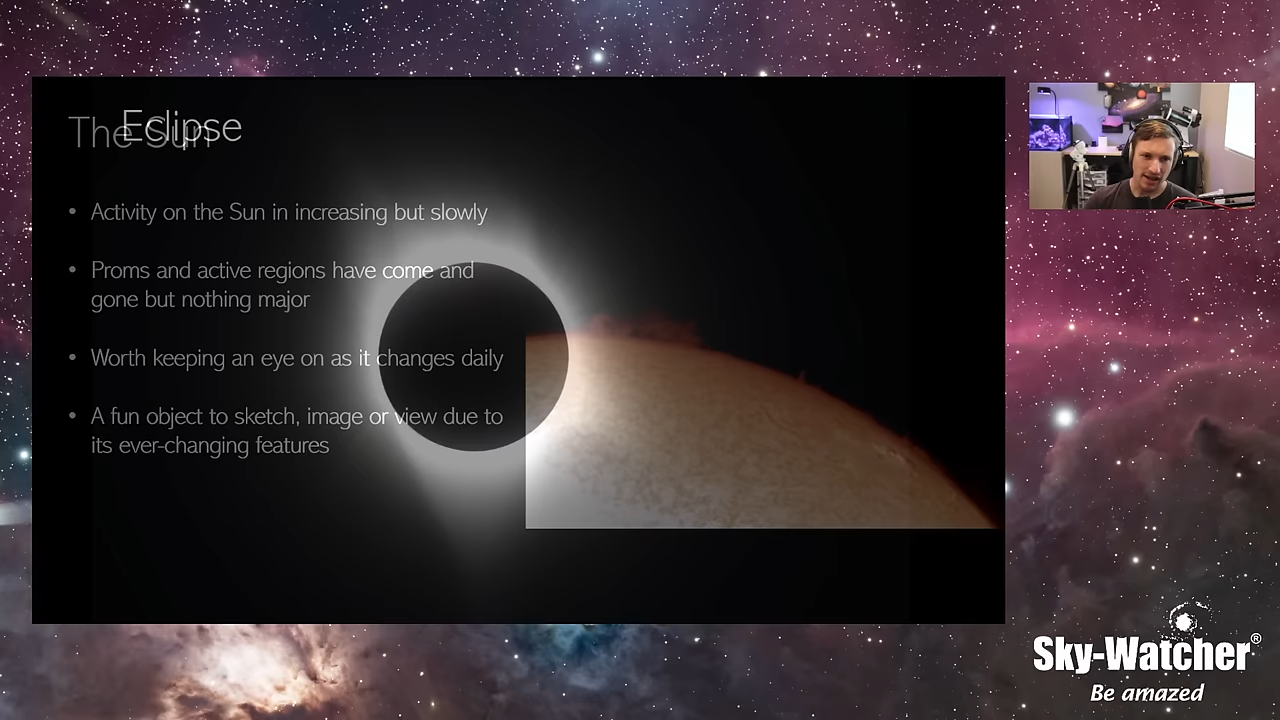 The Sun
Eclipse
• Activity on the Sun in increasing but slowly
• Proms and active regions have come and
gone but nothing major
• Worth keeping an eye on as it changes daily
• A fun object to sketch, image or view due to
its ever-changing features
Sky-Watcher®
Be amazed